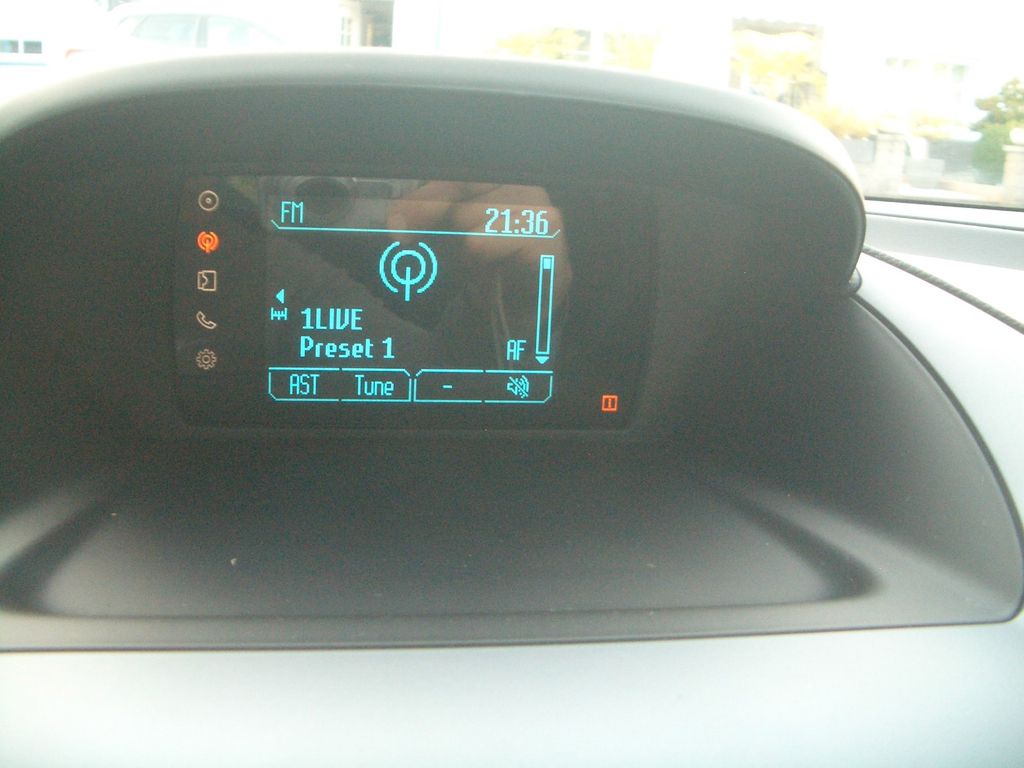 FM
21:36
1LIVE
Preset 1
AF
AST Tune -